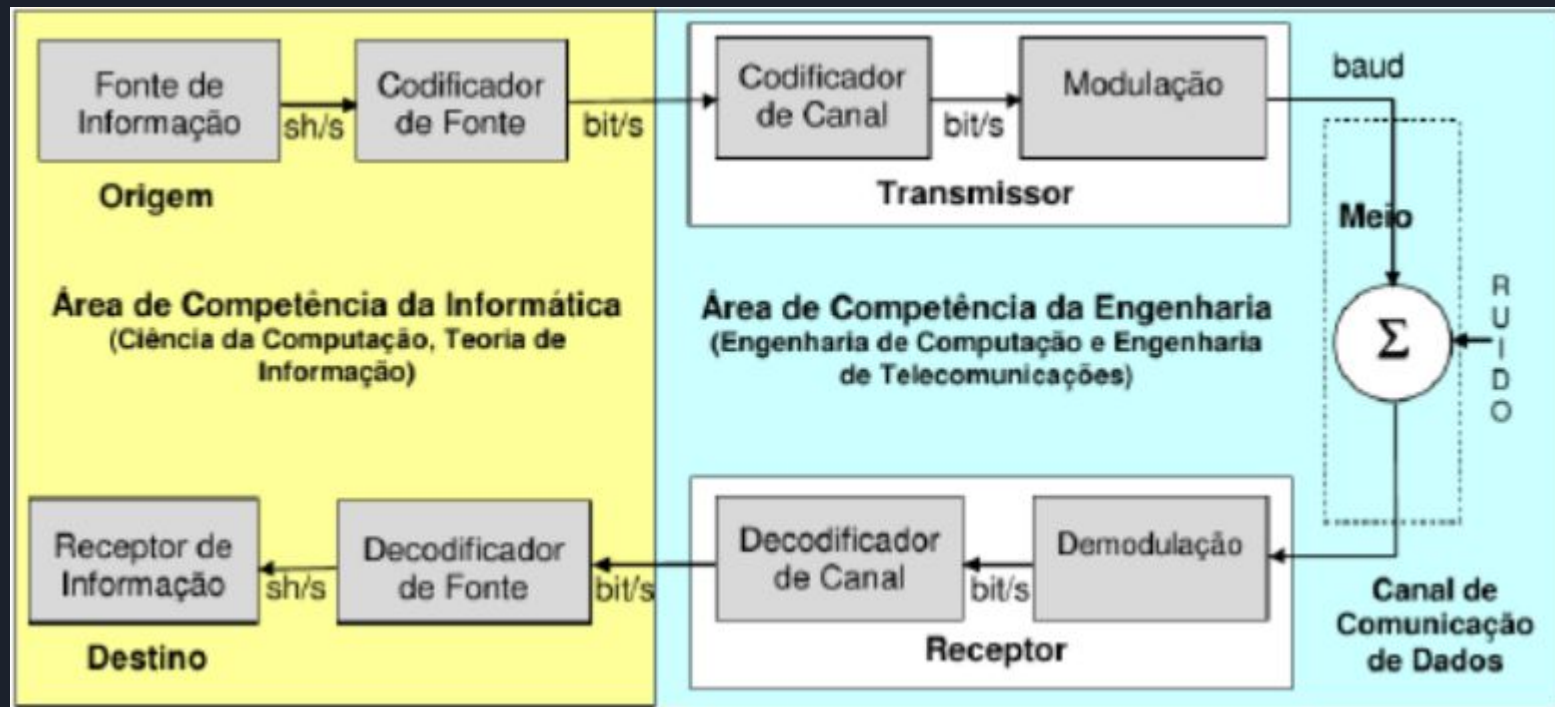 Fonte de
Informação
sh/s
Codificador
de Fonte
bit/s
Origem
Codificador
de Canal
bit/s
Modulação
baud
Transmissor
Meio
Área de Competência da Informática
(Ciência da Computação, Teoria de
Informação)
Área de Competência da Engenharia
(Engenharia de Computação e Engenharia
de Telecomunicações)
Σ
R
U
I
D
O
Receptor de
Informação
sh/s
Decodificador
de Fonte
bit/s
Destino
Decodificador
de Canal
bit/s
Demodulação
Receptor
Canal de
Comunicação
de Dados